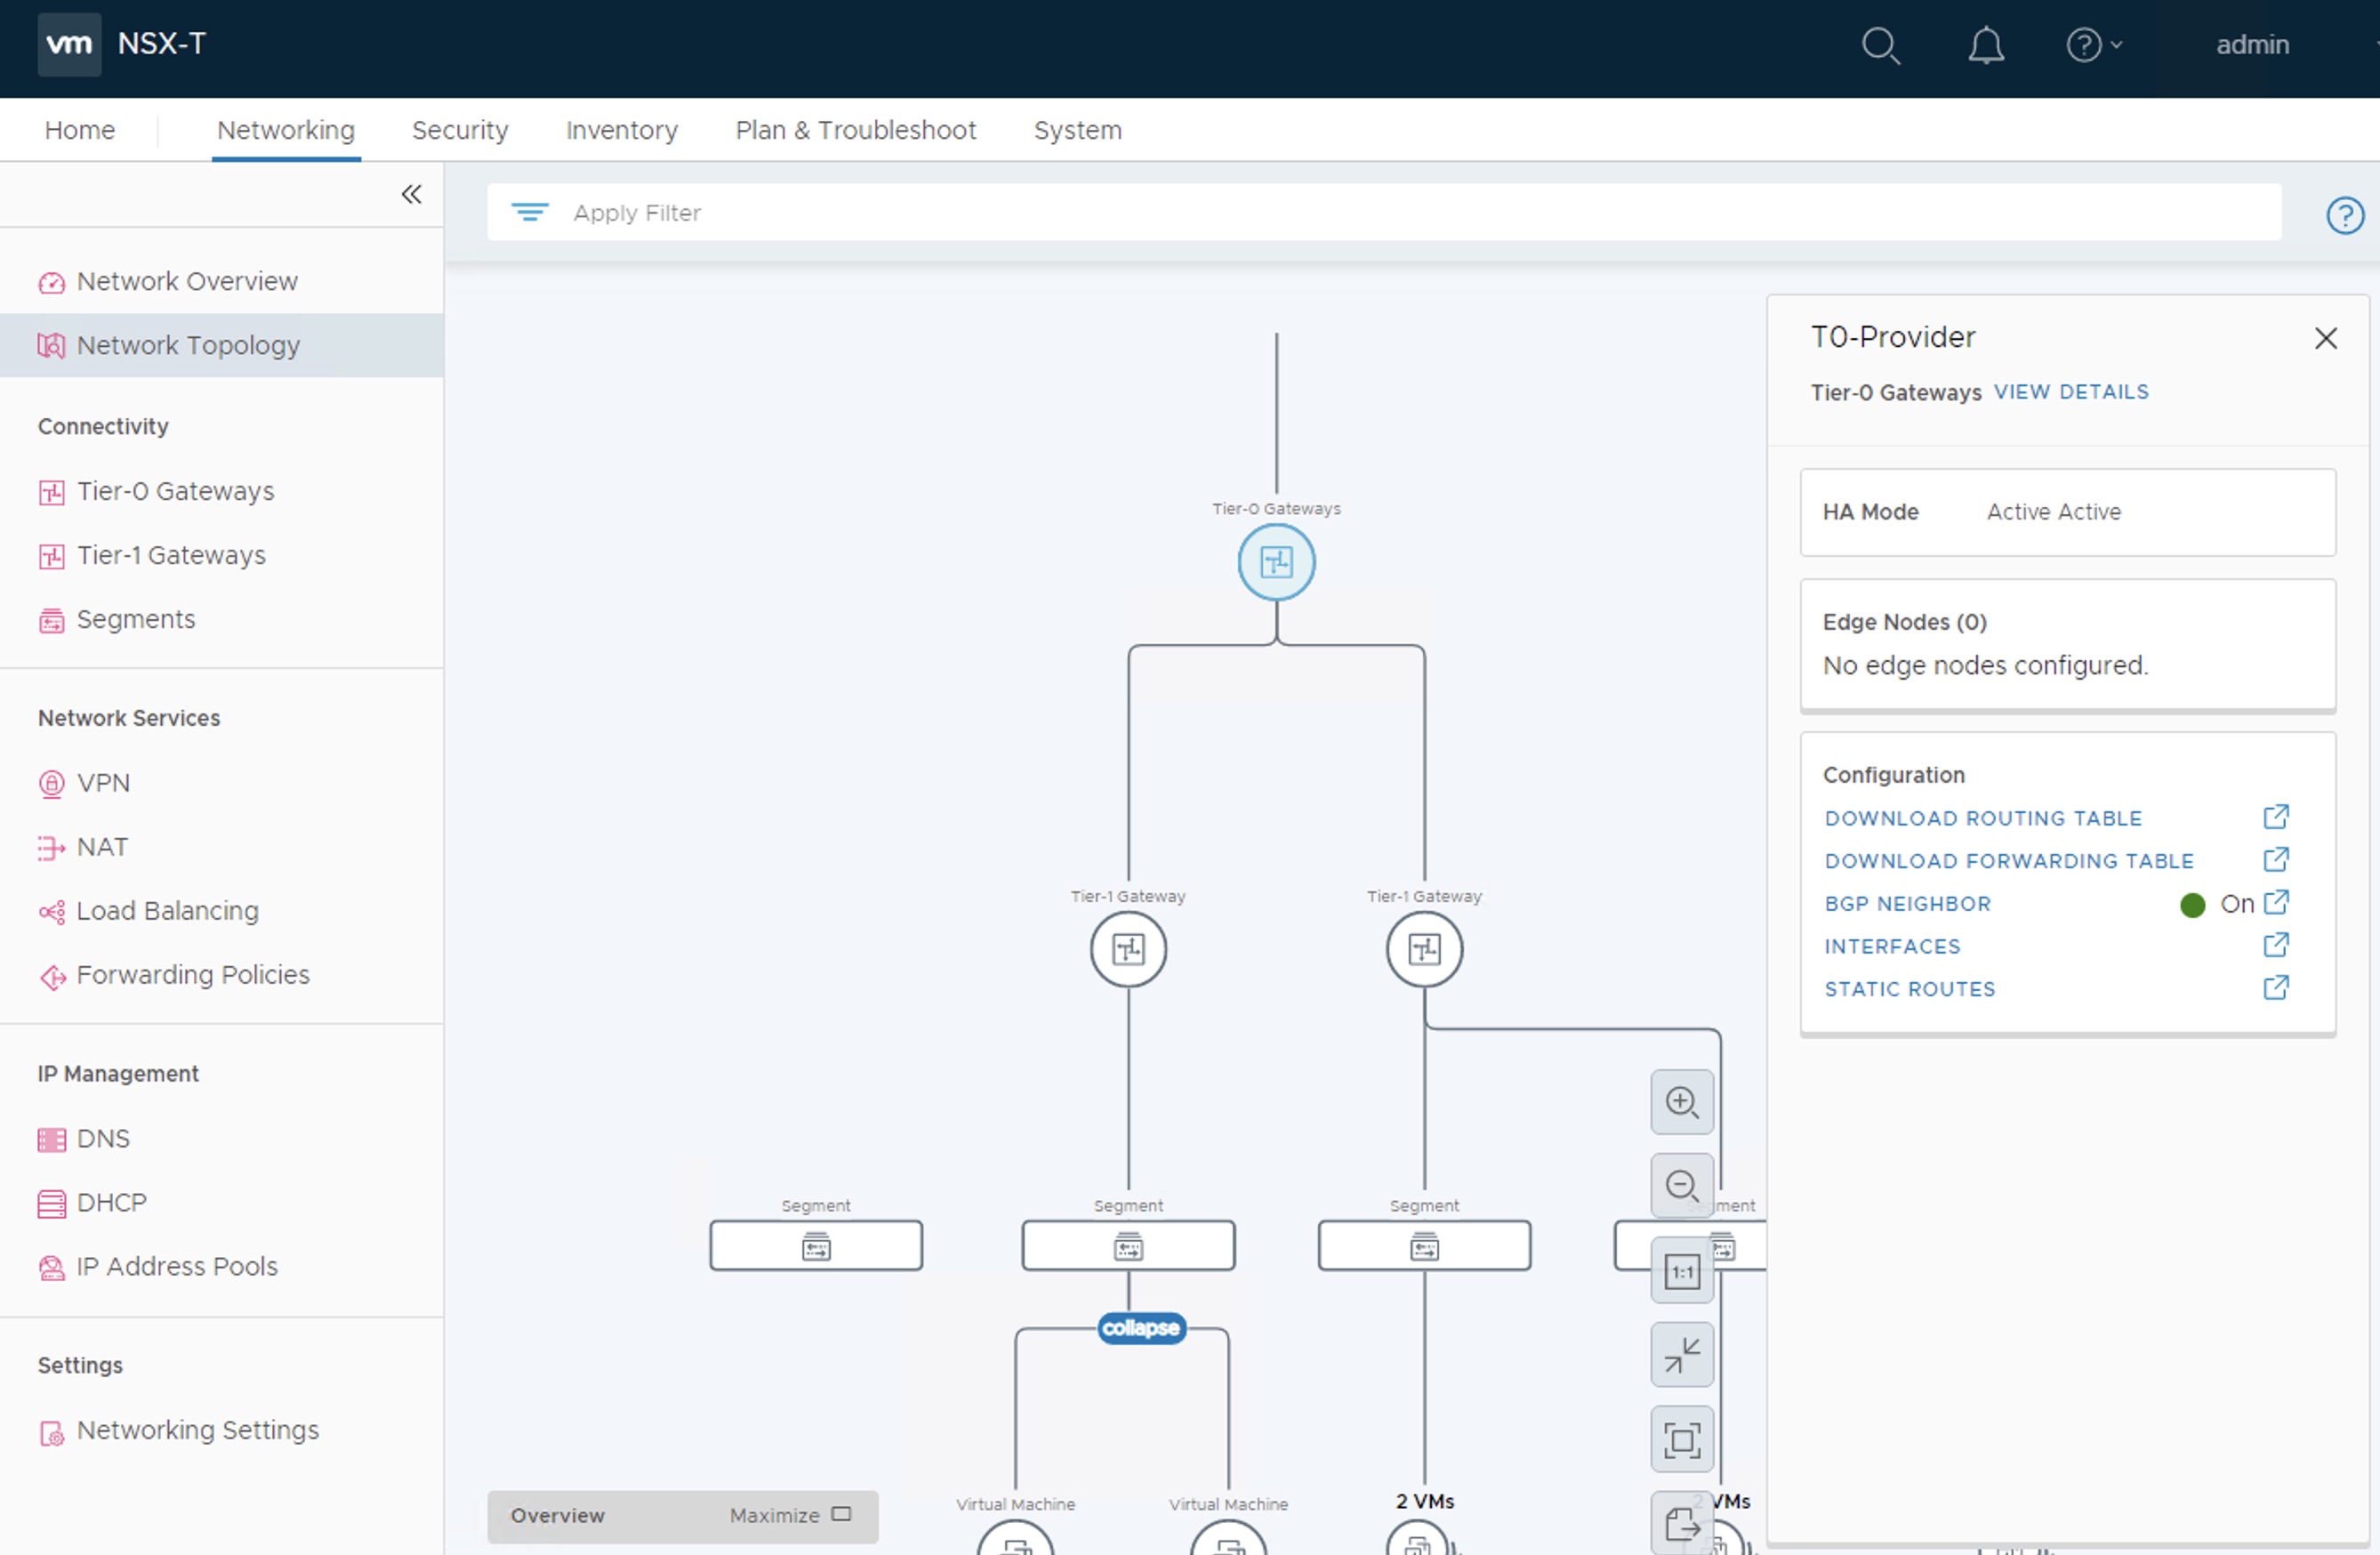 vm NSX-T
admin
Home
Networking
Security
Inventory
Plan & Troubleshoot
System
Apply Filter
Network Overview
Network Topology
Connectivity
Tier-0 Gateways
Tier-1 Gateways
Segments
Network Services
VPN
NAT
Load Balancing
Forwarding Policies
IP Management
DNS
DHCP
IP Address Pools
Settings
Networking Settings
Tier-0 Gateways
Tier-1 Gateway
Tier-1 Gateway
Segment
Segment
Segment
collapse
Virtual Machine
Virtual Machine
2 VMs
2 VMs
1:1
Overview
Maximize
T0-Provider
Tier-0 Gateways VIEW DETAILS
HA Mode Active Active
Edge Nodes (0)
No edge nodes configured.
Configuration
DOWNLOAD ROUTING TABLE
DOWNLOAD FORWARDING TABLE
BGP NEIGHBOR On
INTERFACES
STATIC ROUTES